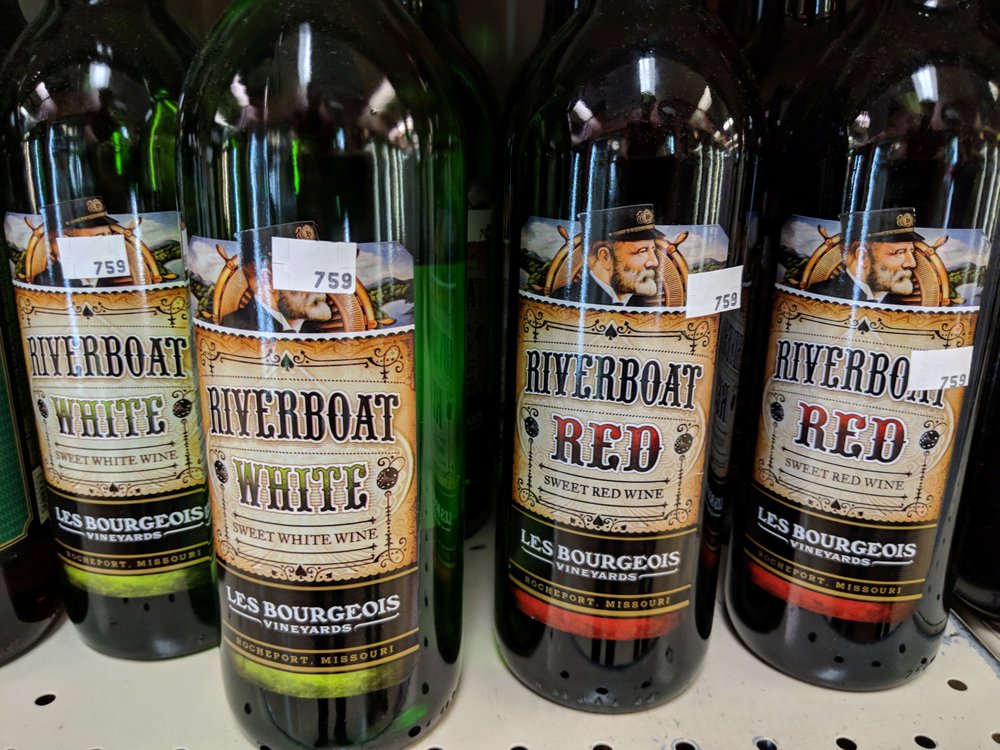 759
RIVERBOAT
WHITE
SWEET WHITE WINE
LES BOURGEOIS
VINEYARDS
ROCHEPORT, MISSOURI
759
RIVERBOAT
WHITE
SWEET WHITE WINE
LES BOURGEOIS
VINEYARDS
ROCHEPORT, MISSOURI
759
RIVERBOAT
RED
SWEET RED WINE
LES BOURGEOIS
VINEYARDS
ROCHEPORT, MISSOURI
759
RIVERBOAT
RED
SWEET RED WINE
LES BOURGEOIS
VINEYARDS
ROCHEPORT, MISSOURI